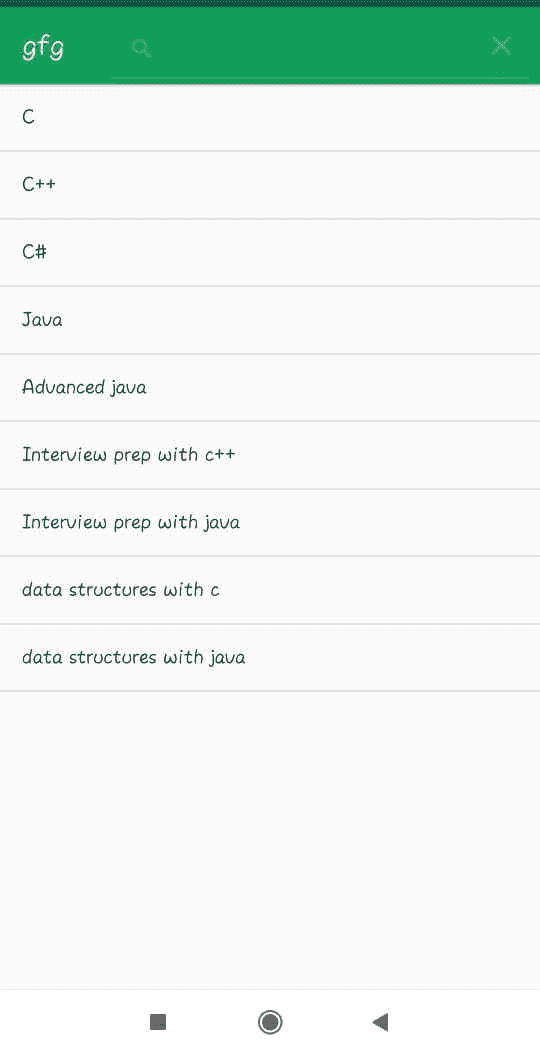 gfg
C
C++
C#
Java
Advanced java
Interview prep with c++
Interview prep with java
data structures with c
data structures with java